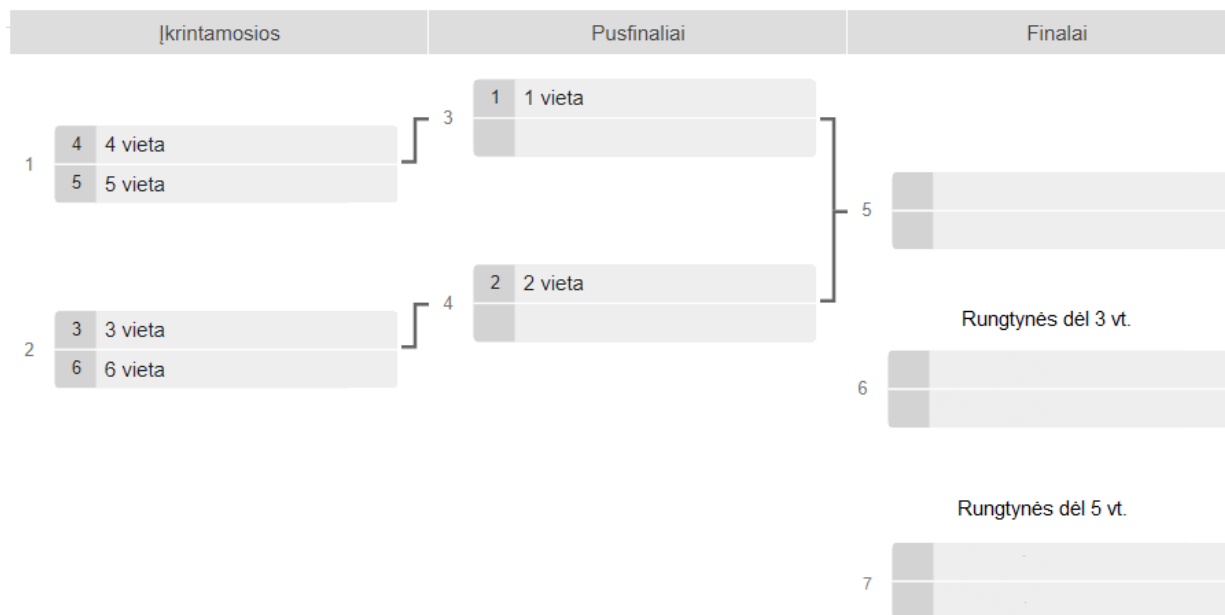 Įkrintamosios
Pusfinaliai
Finalai
1
4 4 vieta
5 5 vieta
2
3 3 vieta
6 6 vieta
3
1 1 vieta
4
2 2 vieta
5
Rungtynės dėl 3 vt.
6
Rungtynės dėl 5 vt.
7